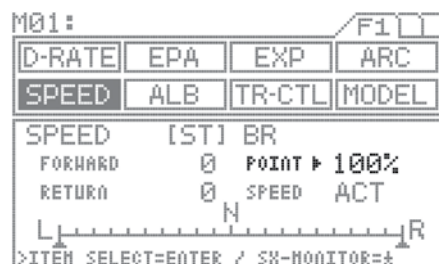 M01: F1
D-RATE EPA EXP ARC
SPEED ALB TR-CTL MODEL
SPEED [ST] BR
FORWARD 0 POINT ▶ 100%
RETURN 0 SPEED ACT
N
L R
>ITEM SELECT=ENTER / SX-MONITOR=±